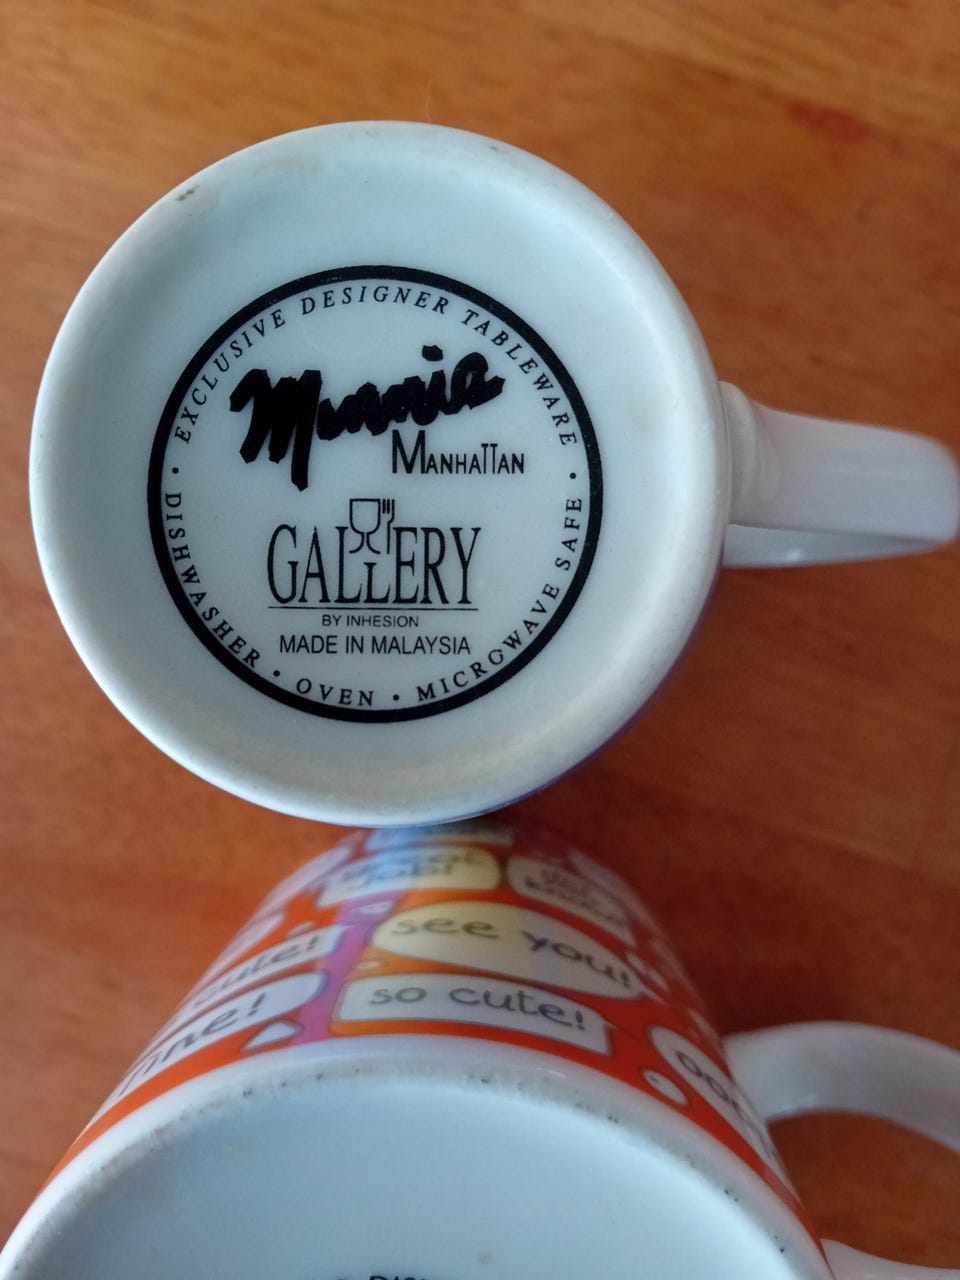 EXCLUSIVE DESIGNER TABLEWARE
MANHATTAN
GALLERY
BY INHESION
MADE IN MALAYSIA
• DISHWASHER • OVEN • MICROWAVE SAFE •
see you!
cute!
so cute!
fine!